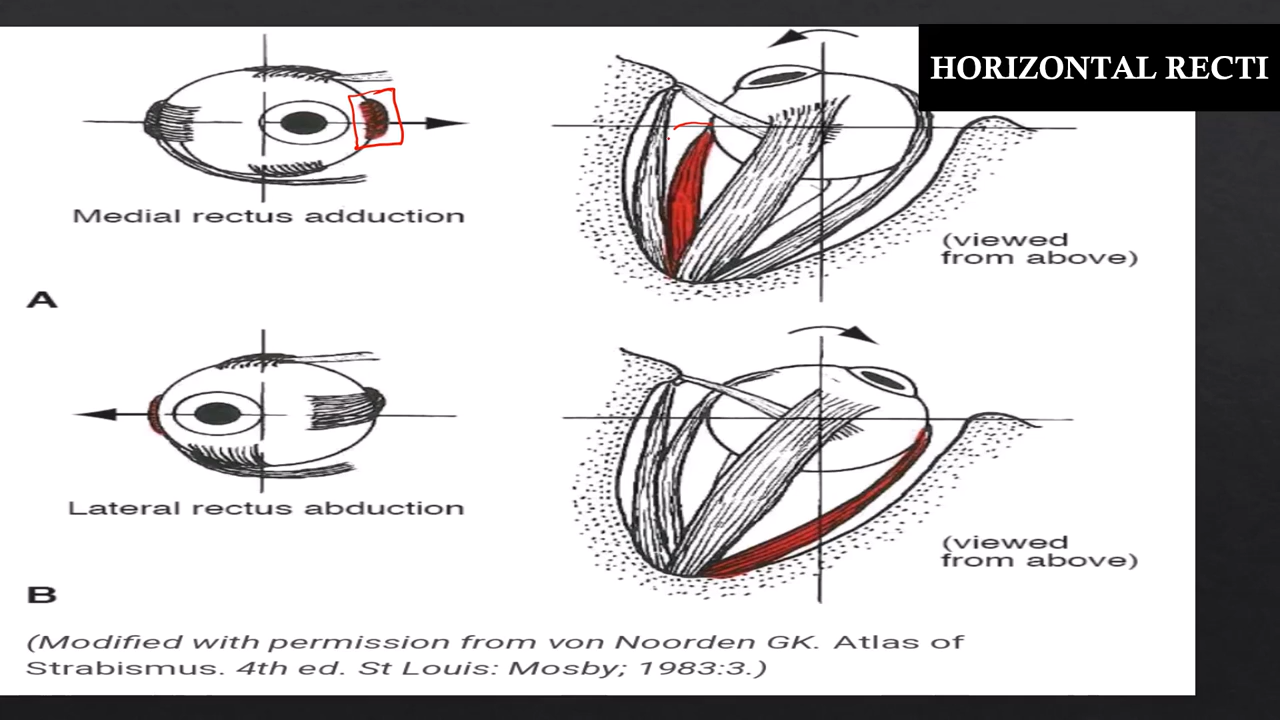 HORIZONTAL RECTI
Medial rectus adduction
(viewed
from above)
A
Lateral rectus abduction
(viewed
from above)
B
(Modified with permission from von Noorden GK. Atlas of
Strabismus. 4th ed. St Louis: Mosby; 1983:3.)